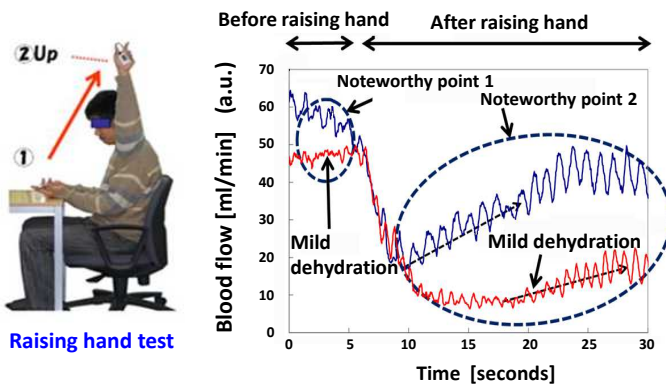 Before raising hand
After raising hand
② Up
①
Raising hand test
Blood flow [ml/min] (a.u.)
70
60
50
40
30
20
10
0
Noteworthy point 1
Noteworthy point 2
Mild
dehydration
Mild dehydration
0 5 10 15 20 25 30
Time [seconds]